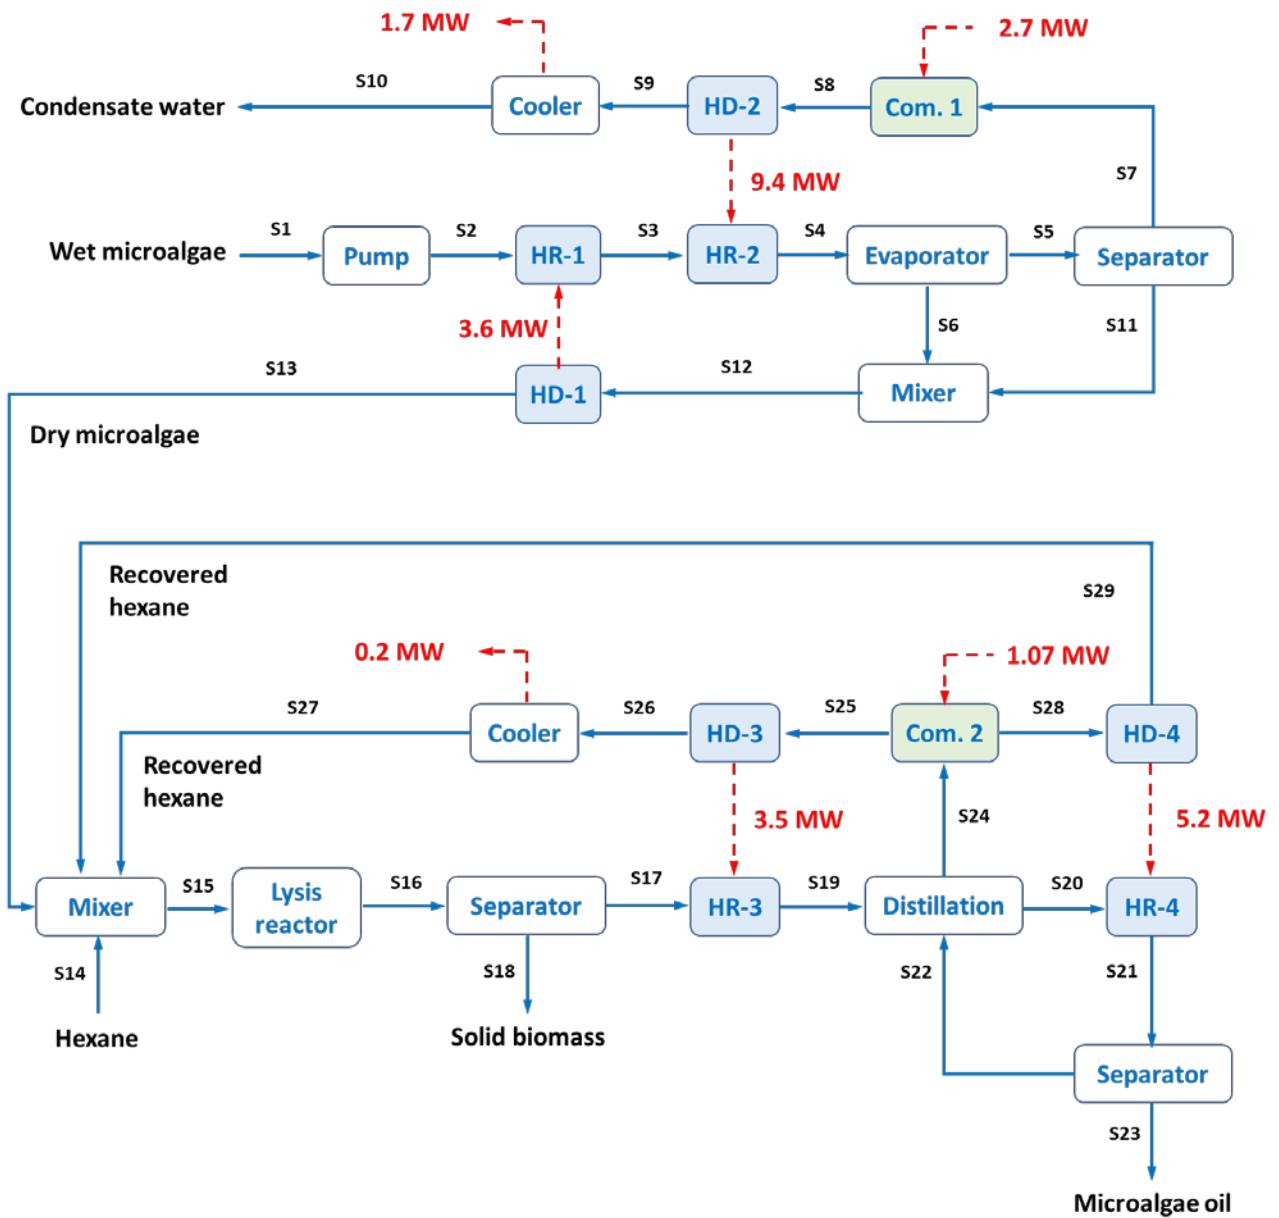 1.7 MW
2.7 MW
S10
S9
S8
Condensate water
Cooler
HD-2
Com. 1
S7
9.4 MW
S1
S2
S3
S4
S5
Wet microalgae
Pump
HR-1
HR-2
Evaporator
Separator
3.6 MW
S6
S11
S13
S12
HD-1
Mixer
Dry microalgae
Recovered
hexane
S29
0.2 MW
1.07 MW
S27
S26
S25
S28
Cooler
HD-3
Com. 2
HD-4
Recovered
hexane
3.5 MW
S24
5.2 MW
S15
S16
S17
S19
S20
Mixer
Lysis
reactor
Separator
HR-3
Distillation
HR-4
S14
S18
S22
S21
Hexane
Solid biomass
Separator
S23
Microalgae oil